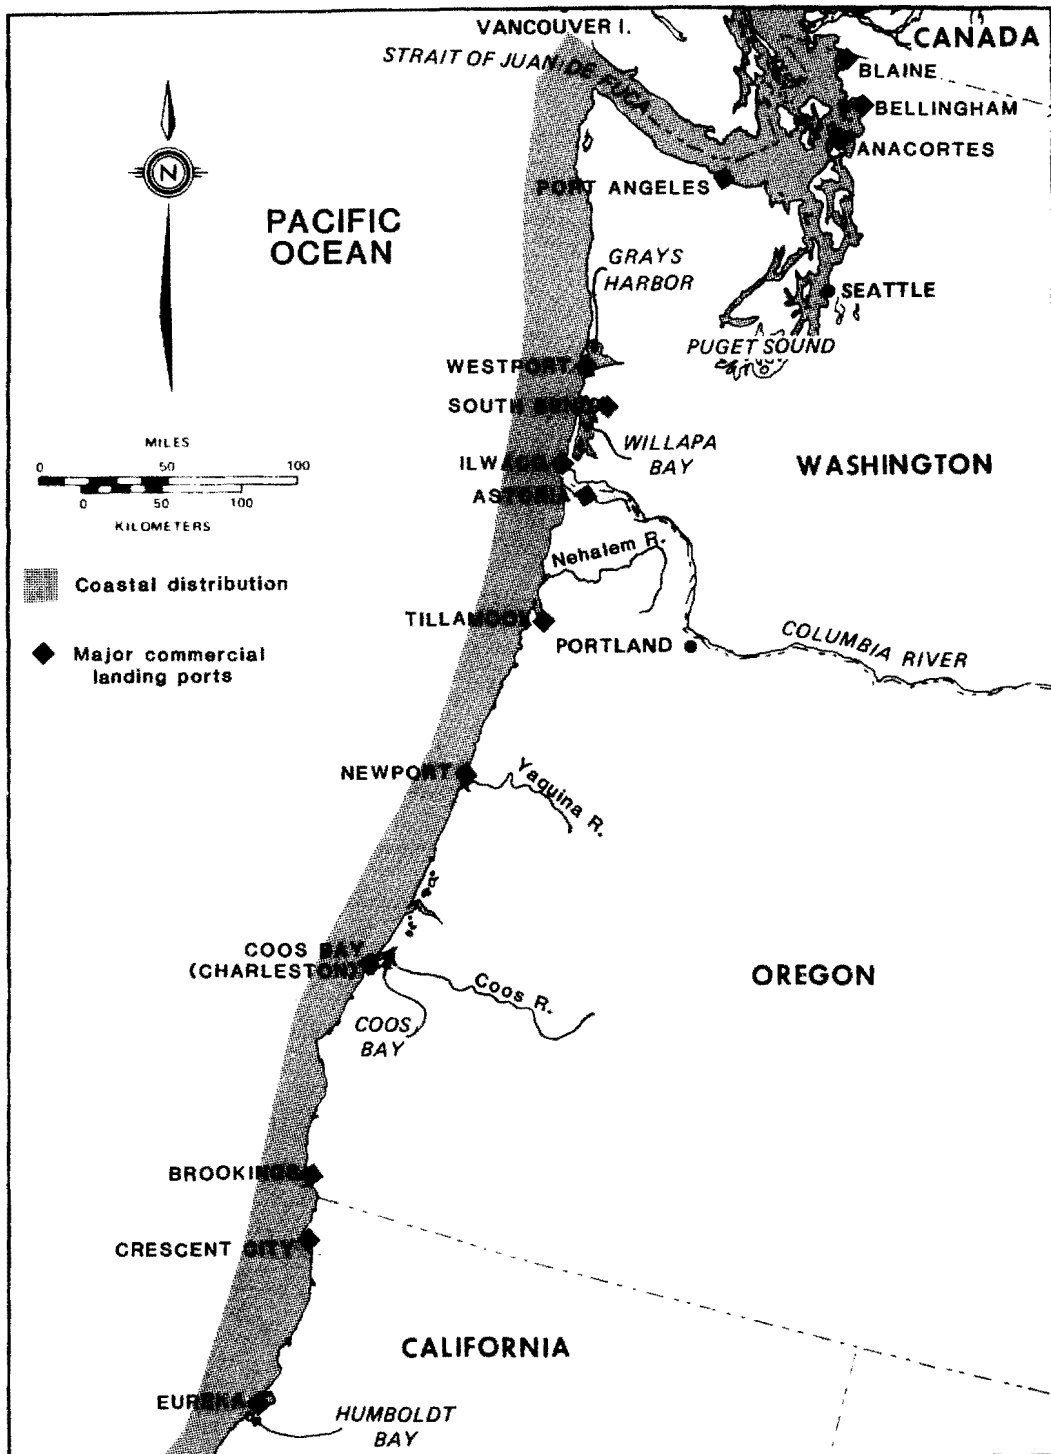 VANCOUVER I.
CANADA
STRAIT OF JUAN DE FUCA
BLAINE
BELLINGHAM
ANACORTES
PORT ANGELES
N
PACIFIC
OCEAN
GRAYS
HARBOR
SEATTLE
PUGET SOUND
WESTPORT
SOUTH BEND
WILLAPA
BAY
ILWACO
WASHINGTON
ASTORIA
MILES
0 50 100
0 50 100
KILOMETERS
Nehalem R.
Coastal distribution
TILLAMOOK
PORTLAND
COLUMBIA RIVER
Major commercial
landing ports
NEWPORT
Yaquina R.
COOS BAY
(CHARLESTON)
Coos R.
OREGON
COOS
BAY
BROOKINGS
CRESCENT CITY
CALIFORNIA
EUREKA
HUMBOLDT
BAY